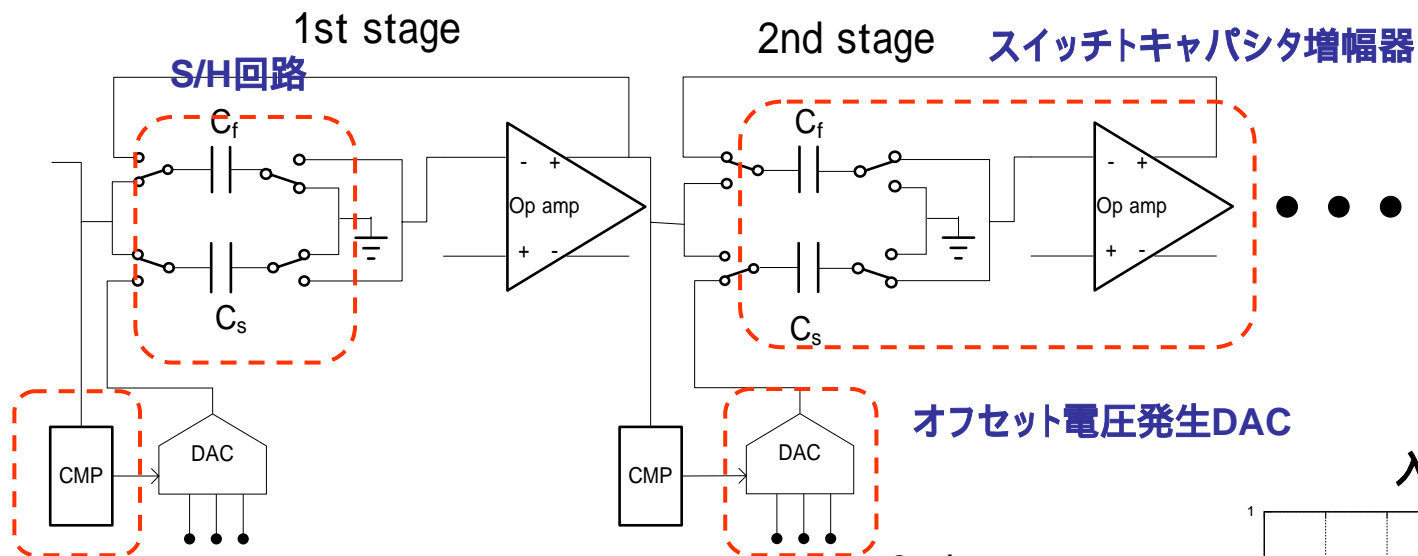 1st stage
2nd stage
スイッチトキャパシタ増幅器
S/H回路
Cf
Cf
- +
Op amp
+ -
- +
Op amp
+ -
Cs
Cs
オフセット電圧発生DAC
CMP
DAC
CMP
DAC
入
1